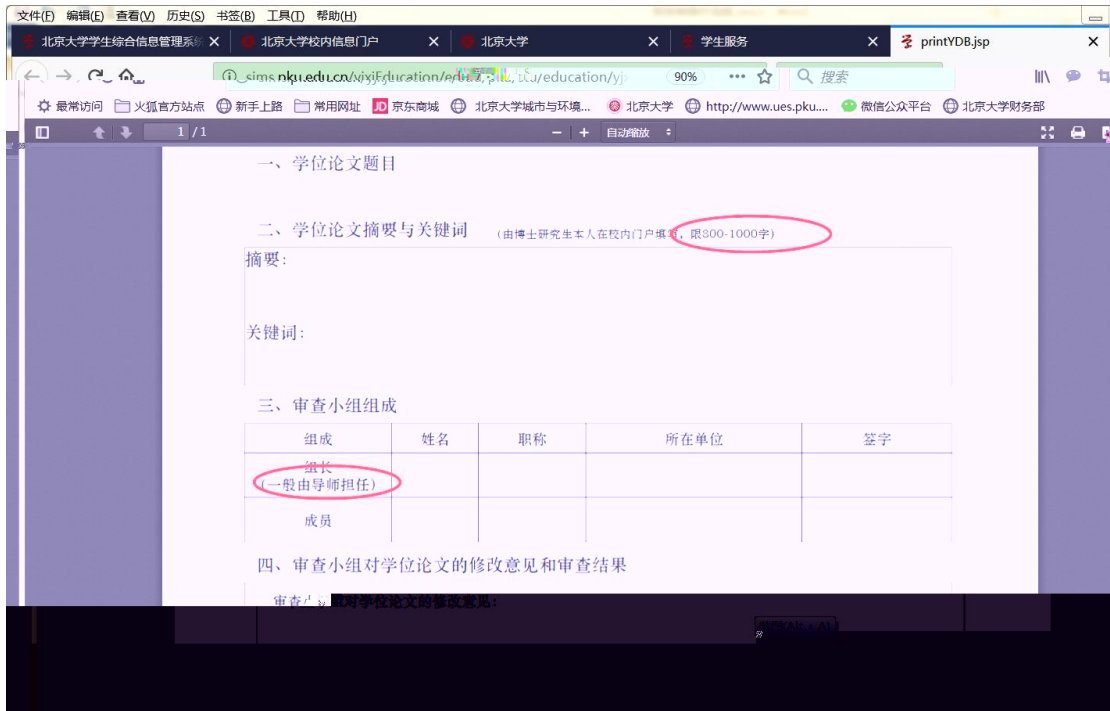 文件(F) 编辑(E) 查看(V) 历史(S) 书签(B) 工具(T) 帮助(H)
北京大学学生综合信息管理系统 北京大学校内信息门户 北京大学 学生服务 printYDB.jsp
90% 搜索
最常访问 火狐官方站点 新手上路 常用网址 JD 京东商城 北京大学城市与环境... 北京大学 http://www.ues.pku.... 微信公众平台 北京大学财务部
1 / 1 — + 自动缩放
一、学位论文题目
二、学位论文摘要与关键词 (由博士研究生本人在校内门户填写, 限800-1000字)
摘要:
关键词:
三、审查小组组成
组成 姓名 职称 所在单位 签字
组长
(一般由导师担任)
成员
四、审查小组对学位论文的修改意见和审查结果
审查小组对学位论文的修改意见: